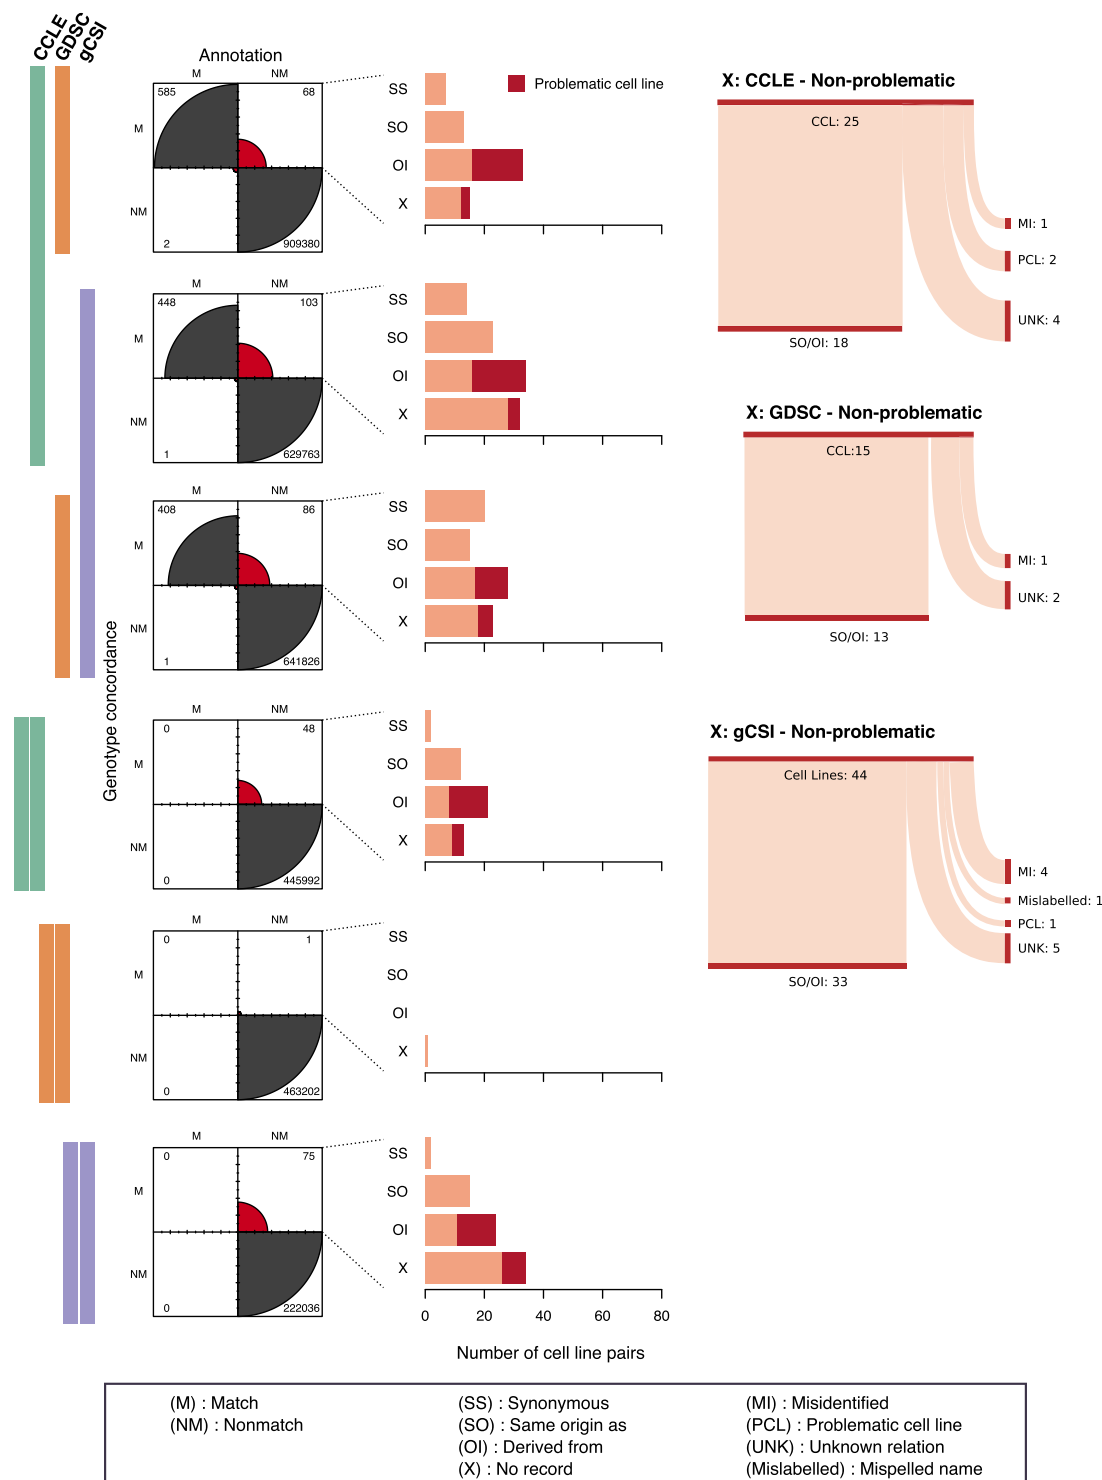 CCLE
GDSC
gCSI
Annotation
Genotype concordance
M NM
585 68
M
NM
2 909380
SS
SO
OI
X
Problematic cell line
M NM
448 103
M
NM
1 629763
SS
SO
OI
X
M NM
408 86
M
NM
1 641826
SS
SO
OI
X
M NM
0 48
M
NM
0 445992
SS
SO
OI
X
M NM
0 1
M
NM
0 463202
SS
SO
OI
X
M NM
0 75
M
NM
0 222036
SS
SO
OI
X
0 20 40 60 80
Number of cell line pairs
X: CCLE - Non-problematic
CCL: 25
MI: 1
PCL: 2
UNK: 4
SO/OI: 18
X: GDSC - Non-problematic
CCL:15
MI: 1
UNK: 2
SO/OI: 13
X: gCSI - Non-problematic
Cell Lines: 44
MI: 4
Mislabelled: 1
PCL: 1
UNK: 5
SO/OI: 33
(M) : Match
(NM) : Nonmatch
(SS) : Synonymous
(SO) : Same origin as
(OI) : Derived from
(X) : No record
(MI) : Misidentified
(PCL) : Problematic cell line
(UNK) : Unknown relation
(Mislabelled) : Mispelled name